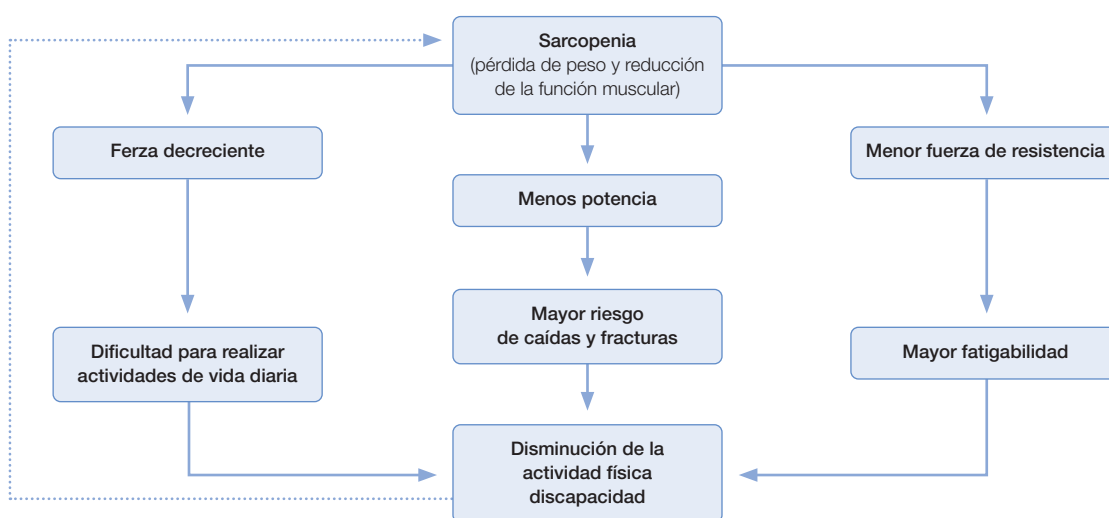 Sarcopenia
(pérdida de peso y reducción
de la función muscular)
Ferza decreciente
Menos potencia
Menor fuerza de resistencia
Mayor riesgo
de caídas y fracturas
Dificultad para realizar
actividades de vida diaria
Mayor fatigabilidad
Disminución de la
actividad física
discapacidad